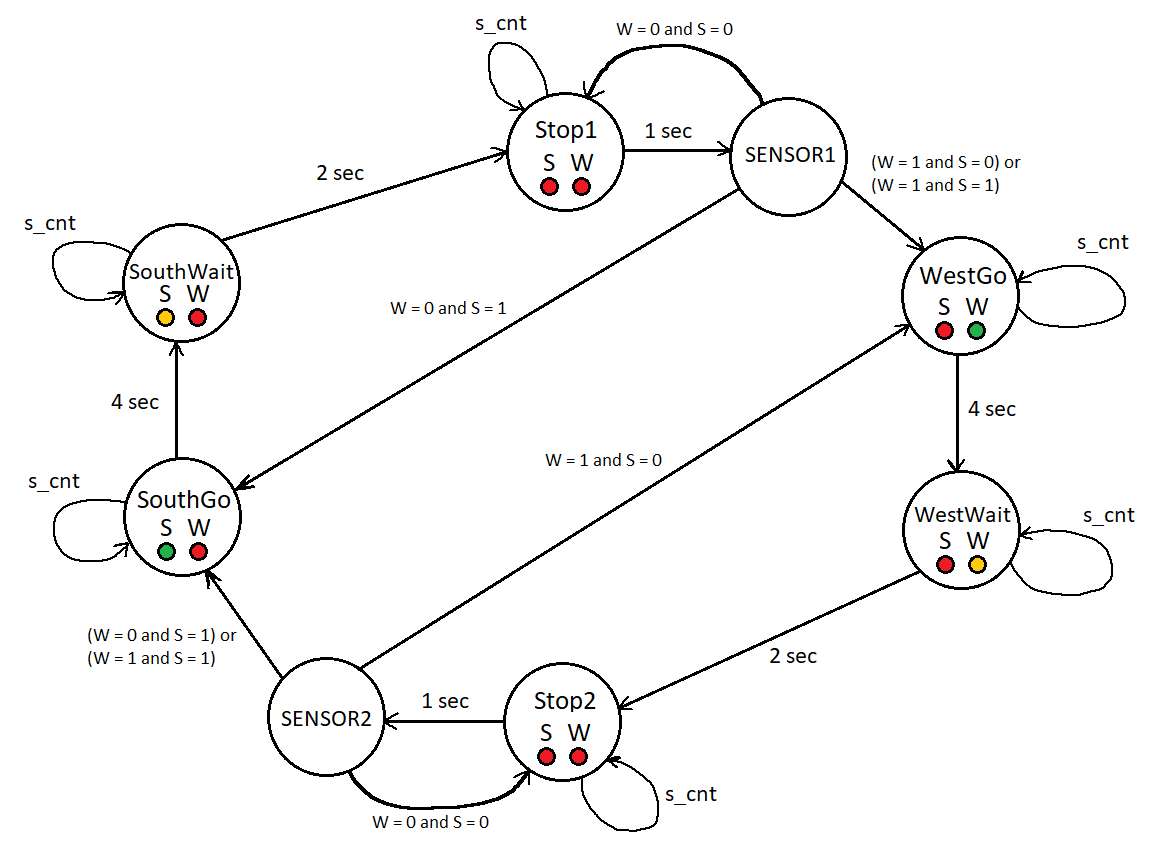 s_cnt
W = 0 and S = 0
Stop1
S W
1 sec
SENSOR1
(W = 1 and S = 0) or
(W = 1 and S = 1)
2 sec
s_cnt
SouthWait
S W
s_cnt
WestGo
S W
W = 0 and S = 1
4 sec
4 sec
W = 1 and S = 0
s_cnt
SouthGo
S W
s_cnt
WestWait
S W
(W = 0 and S = 1) or
(W = 1 and S = 1)
2 sec
SENSOR2
1 sec
Stop2
S W
s_cnt
W = 0 and S = 0